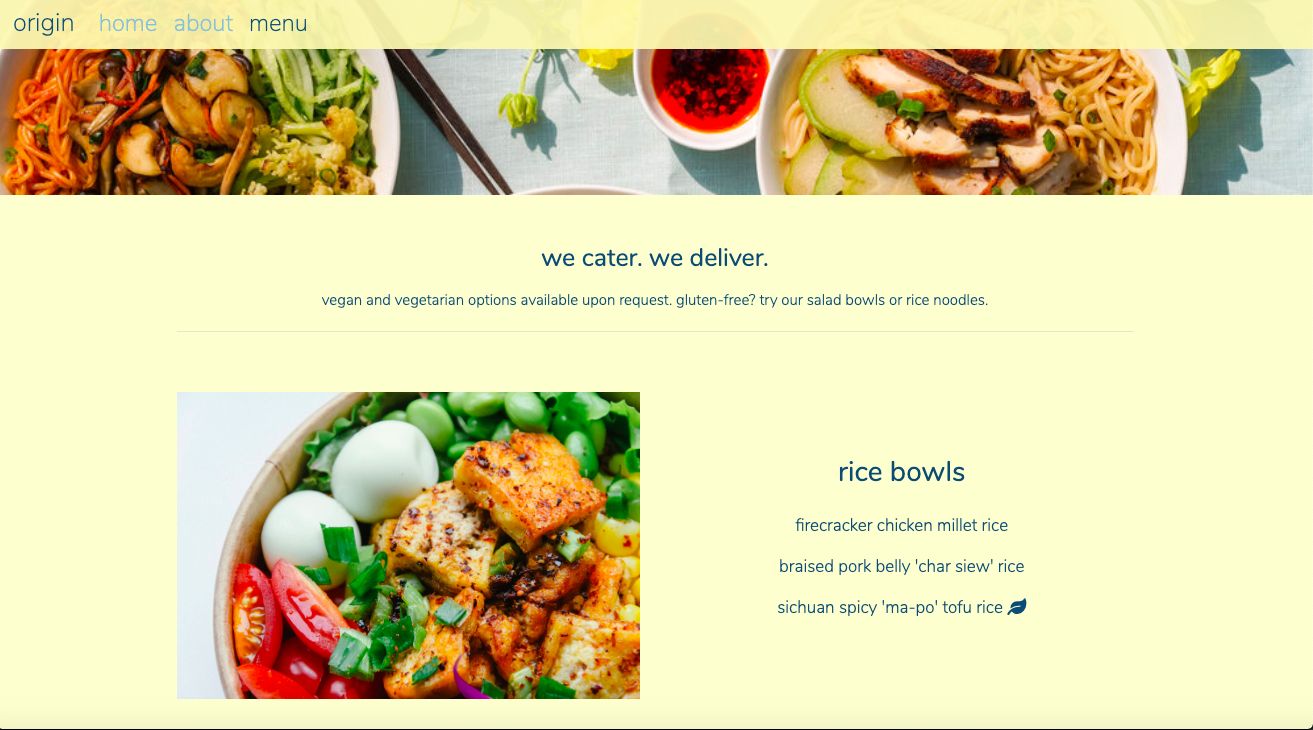 origin home about menu
we cater. we deliver.
vegan and vegetarian options available upon request. gluten-free? try our salad bowls or rice noodles.
rice bowls
firecracker chicken millet rice
braised pork belly 'char siew' rice
sichuan spicy 'ma-po' tofu rice